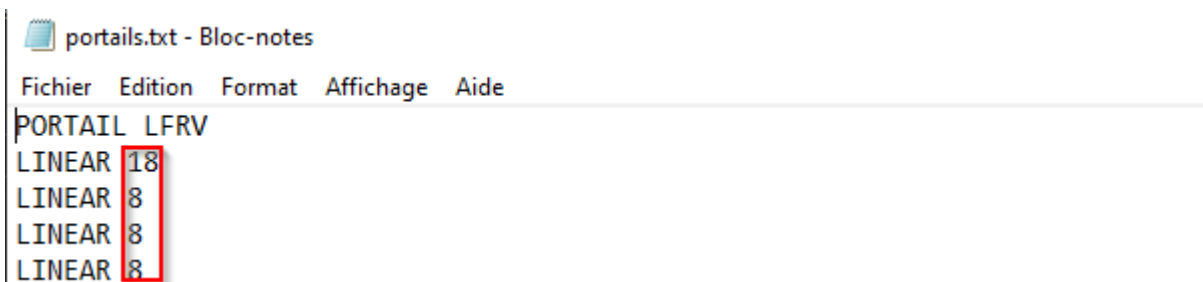 portails.txt - Bloc-notes
Fichier Edition Format Affichage Aide
PORTAIL LFRV
LINEAR 18
LINEAR 8
LINEAR 8
LINEAR 8